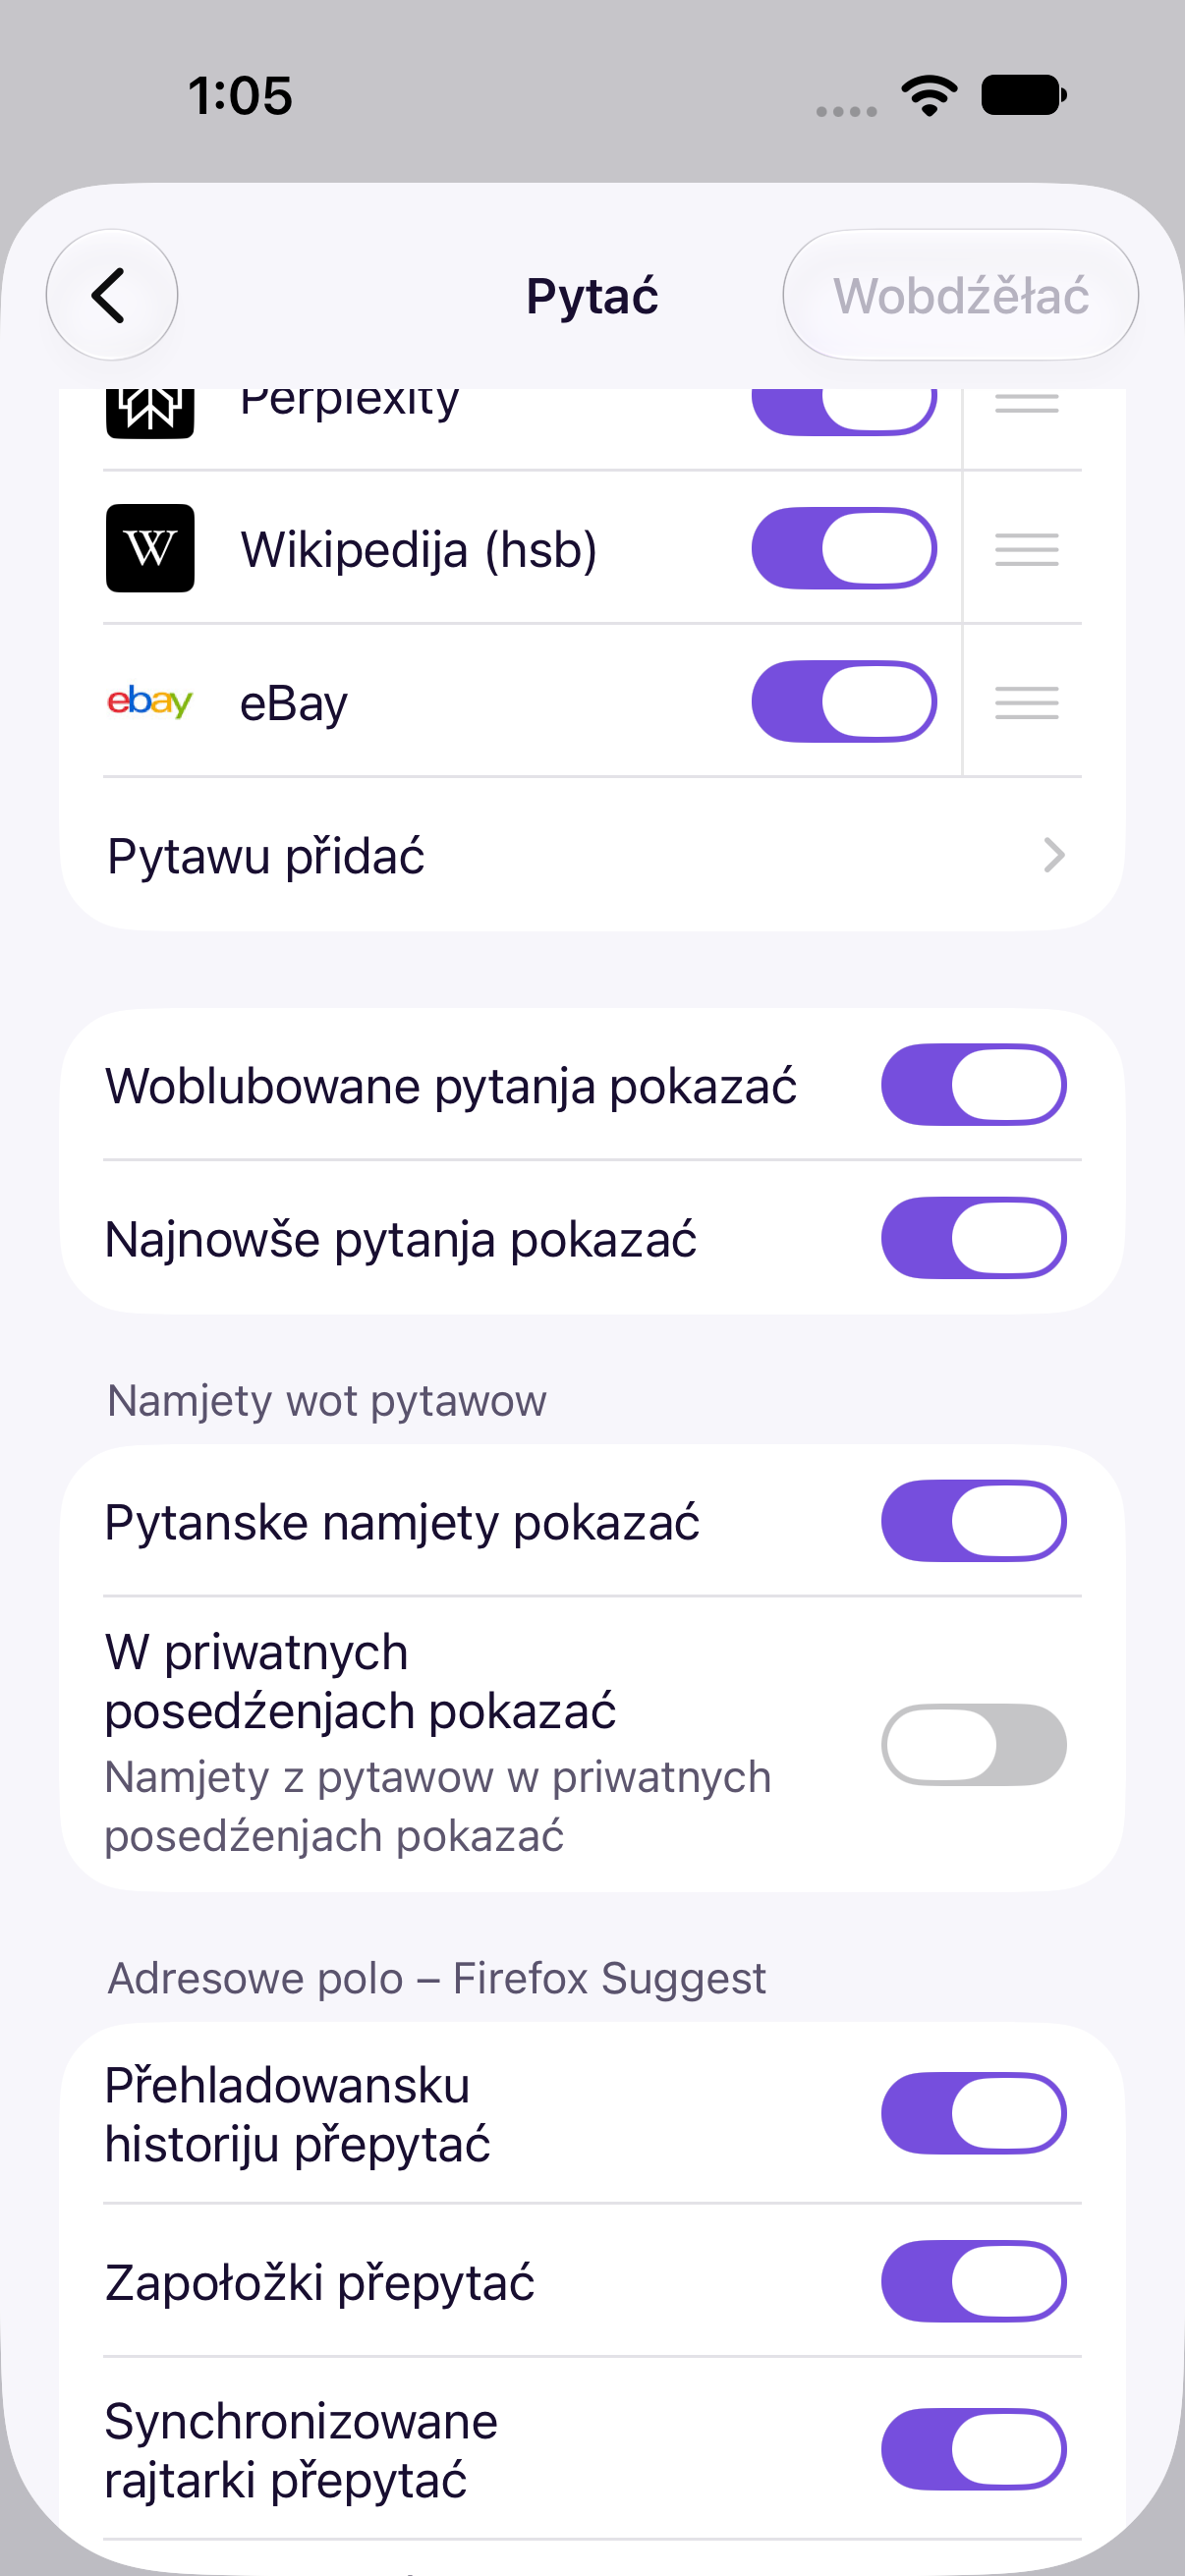 1:05
Pytać
Wobdźěłać
Perplexity
W
Wikipedija (hsb)
ebay
eBay
Pytawu přidać
Woblubowane pytanja pokazać
Najnowše pytanja pokazać
Namjety wot pytawow
Pytanske namjety pokazać
W priwatnych
posedźenjach pokazać
Namjety z pytawow w priwatnych
posedźenjach pokazać
Adresowe polo – Firefox Suggest
Přehladowansku
historiju přepytać
Zapołožki přepytać
Synchronizowane
rajtarki přepytać